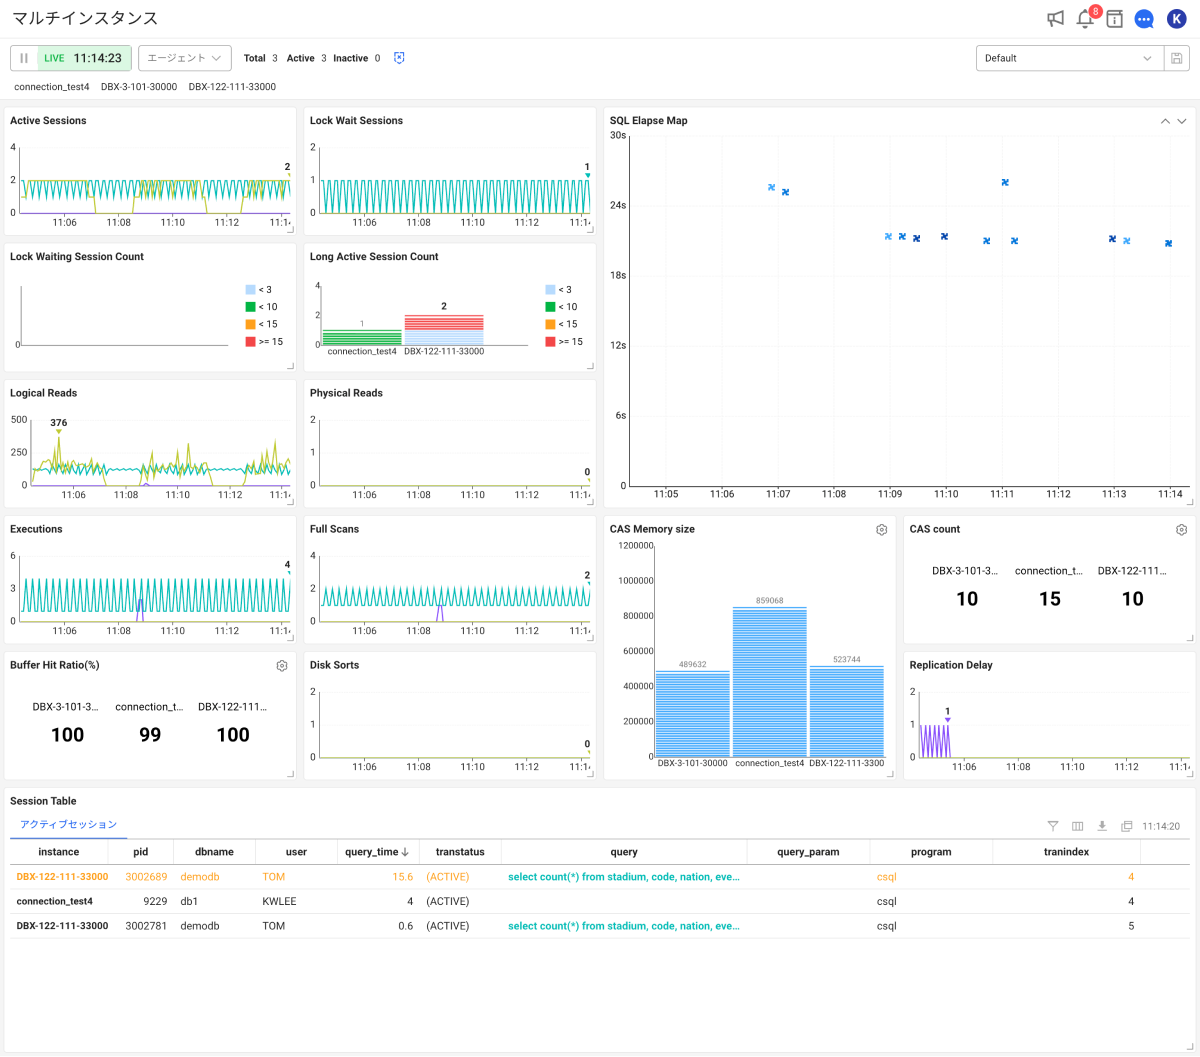 マルチインスタンス
8
K
LIVE 11:14:23
エージェント
Total 3 Active 3 Inactive 0
Default
connection_test4 DBX-3-101-30000 DBX-122-111-33000
Active Sessions
4
2
0
2
11:06 11:08 11:10 11:12 11:1
Lock Wait Sessions
2
1
0
1
11:06 11:08 11:10 11:12 11:1
SQL Elapse Map
30s
24s
18s
12s
6s
0
11:05 11:06 11:07 11:08 11:09 11:10 11:11 11:12 11:13 11:14
Lock Waiting Session Count
0
< 3
< 10
< 15
>= 15
Long Active Session Count
4
2
0
1
2
connection_test4 DBX-122-111-33000
< 3
< 10
< 15
>= 15
Logical Reads
500
250
0
376
11:06 11:08 11:10 11:12 11:14
Physical Reads
2
1
0
0
11:06 11:08 11:10 11:12 11:1
Executions
6
3
0
4
11:06 11:08 11:10 11:12 11:1
Full Scans
4
2
0
2
11:06 11:08 11:10 11:12 11:1
CAS Memory size
1200000
1000000
800000
600000
400000
200000
0
489632
859068
523744
DBX-3-101-30000 connection_test4 DBX-122-111-3300
CAS count
DBX-3-101-3... connection_t... DBX-122-111...
10 15 10
Buffer Hit Ratio(%)
DBX-3-101-3... connection_t... DBX-122-111...
100 99 100
Disk Sorts
2
1
0
0
11:06 11:08 11:10 11:12 11:1
Replication Delay
2
1
0
1
11:06 11:08 11:10 11:12 11:1
Session Table
アクティブセッション
11:14:20
instance pid dbname user query_time transtatus query query_param program tranindex
DBX-122-111-33000 3002689 demodb TOM 15.6 (ACTIVE) select count(*) from stadium, code, nation, eve... csql 4
connection_test4 9229 db1 KWLEE 4 (ACTIVE) csql 4
DBX-122-111-33000 3002781 demodb TOM 0.6 (ACTIVE) select count(*) from stadium, code, nation, eve... csql 5